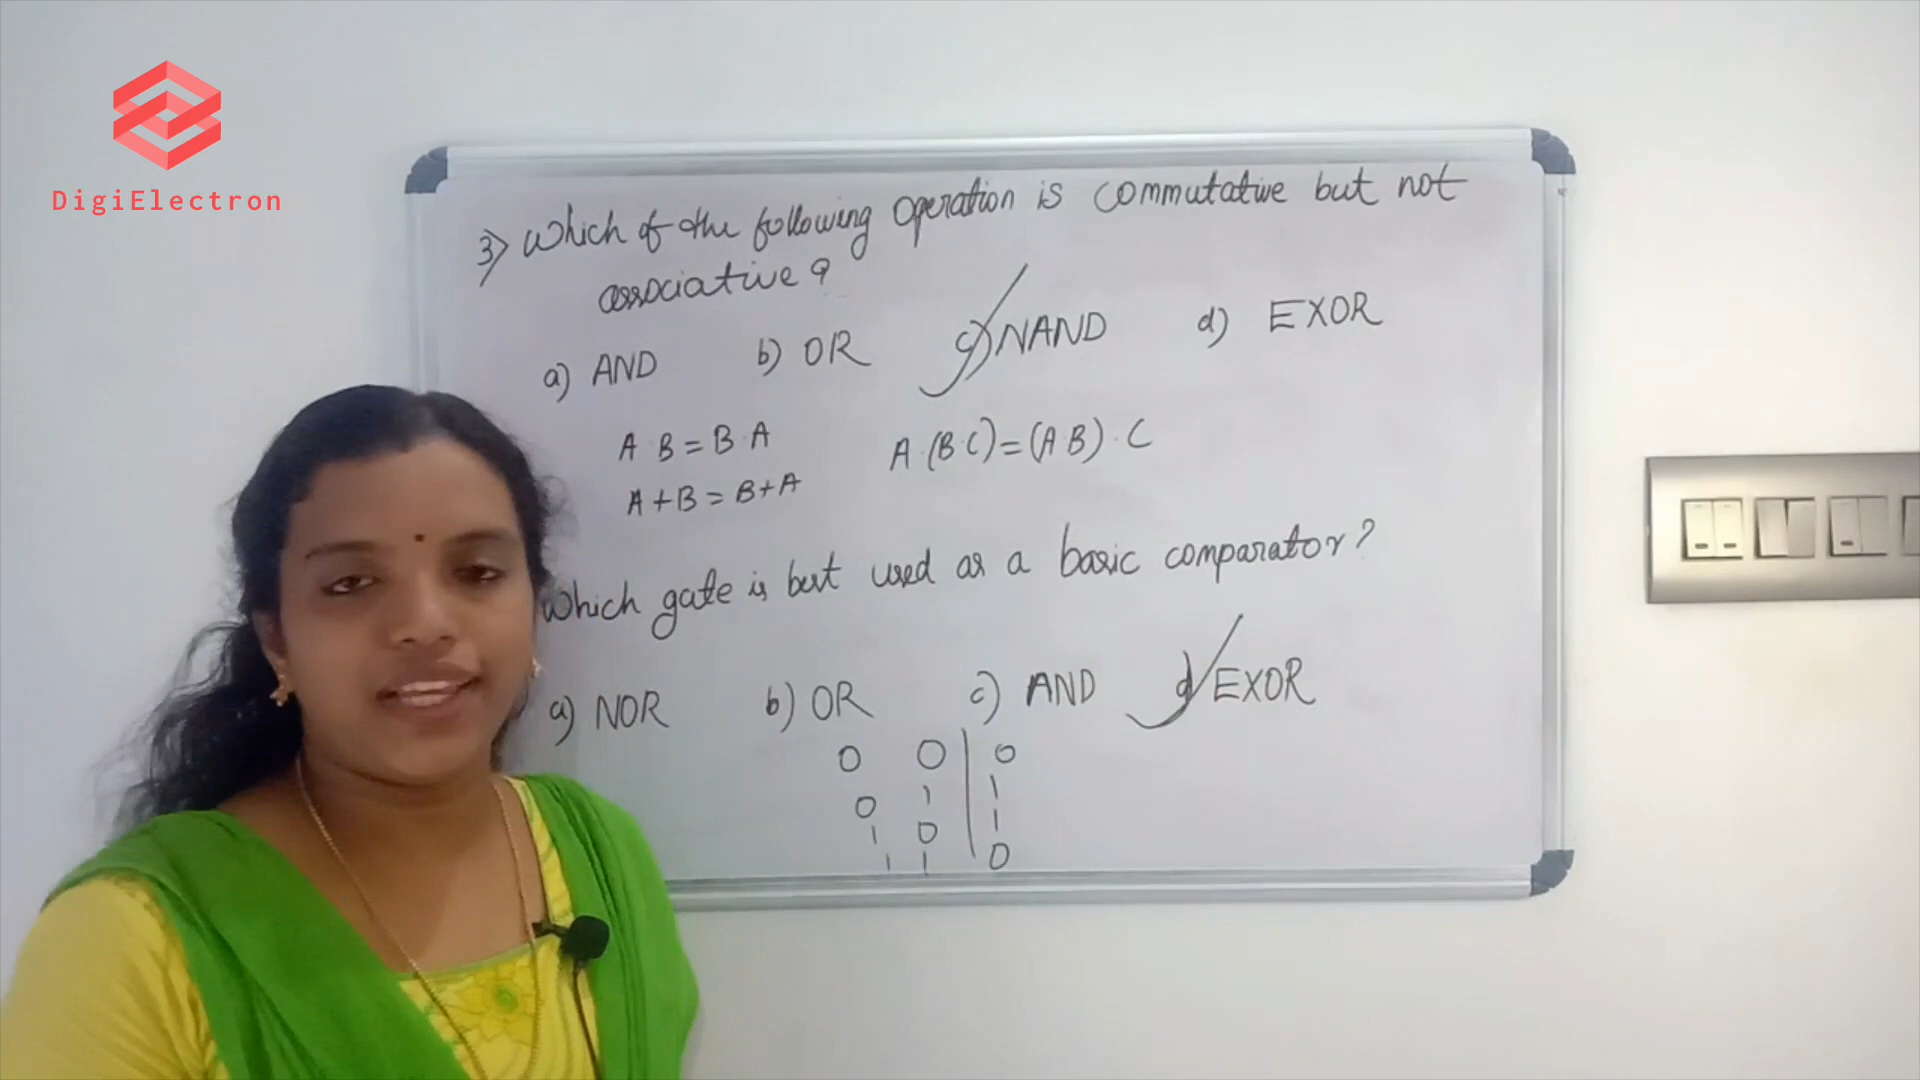 DigiElectron
3) Which of the following operation is commutative but not
associative?
a) AND b) OR c) NAND d) EXOR
A·B=B·A A·(B·C)=(A·B)·C
A+B=B+A
Which gate is best used as a basic comparator?
a) NOR b) OR c) AND d) EXOR
0 0 | 0
0 1 | 1
1 0 | 1
1 1 | 0